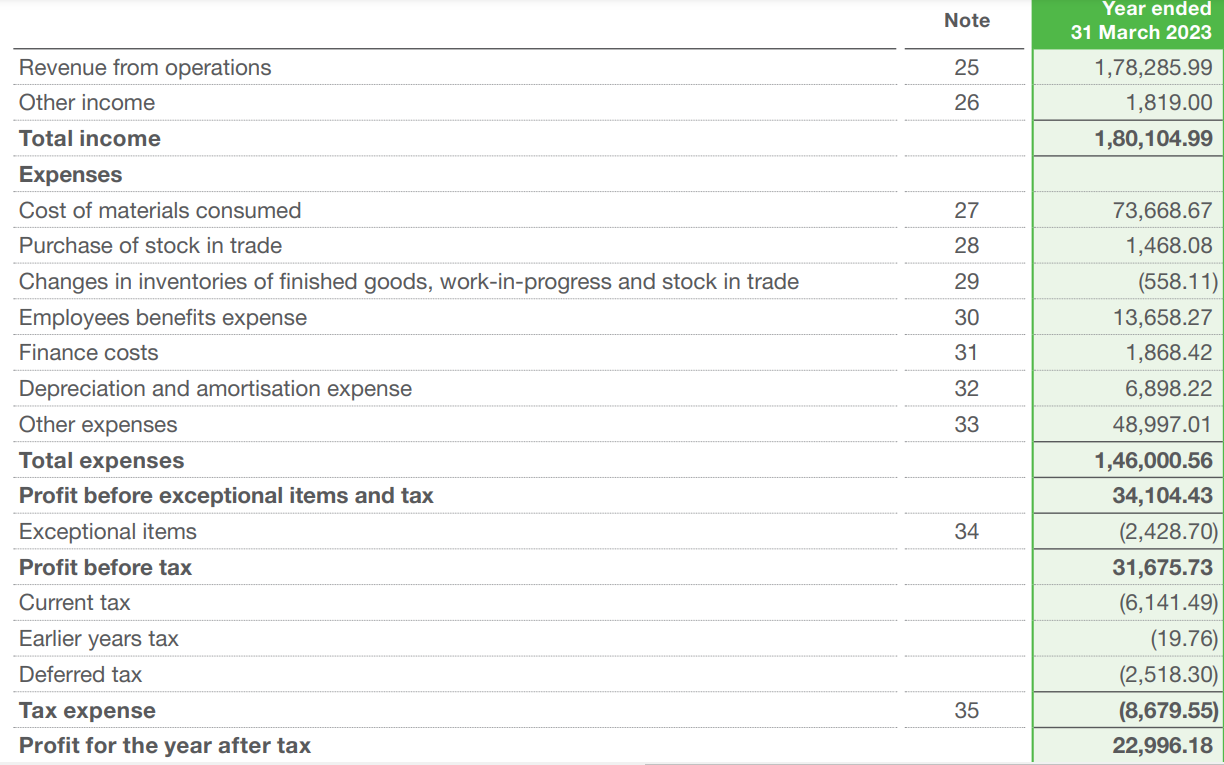 Note Year ended
31 March 2023
Revenue from operations 25 1,78,285.99
Other income 26 1,819.00
Total income 1,80,104.99
Expenses
Cost of materials consumed 27 73,668.67
Purchase of stock in trade 28 1,468.08
Changes in inventories of finished goods, work-in-progress and stock in trade 29 (558.11)
Employees benefits expense 30 13,658.27
Finance costs 31 1,868.42
Depreciation and amortisation expense 32 6,898.22
Other expenses 33 48,997.01
Total expenses 1,46,000.56
Profit before exceptional items and tax 34,104.43
Exceptional items 34 (2,428.70)
Profit before tax 31,675.73
Current tax (6,141.49)
Earlier years tax (19.76)
Deferred tax (2,518.30)
Tax expense 35 (8,679.55)
Profit for the year after tax 22,996.18